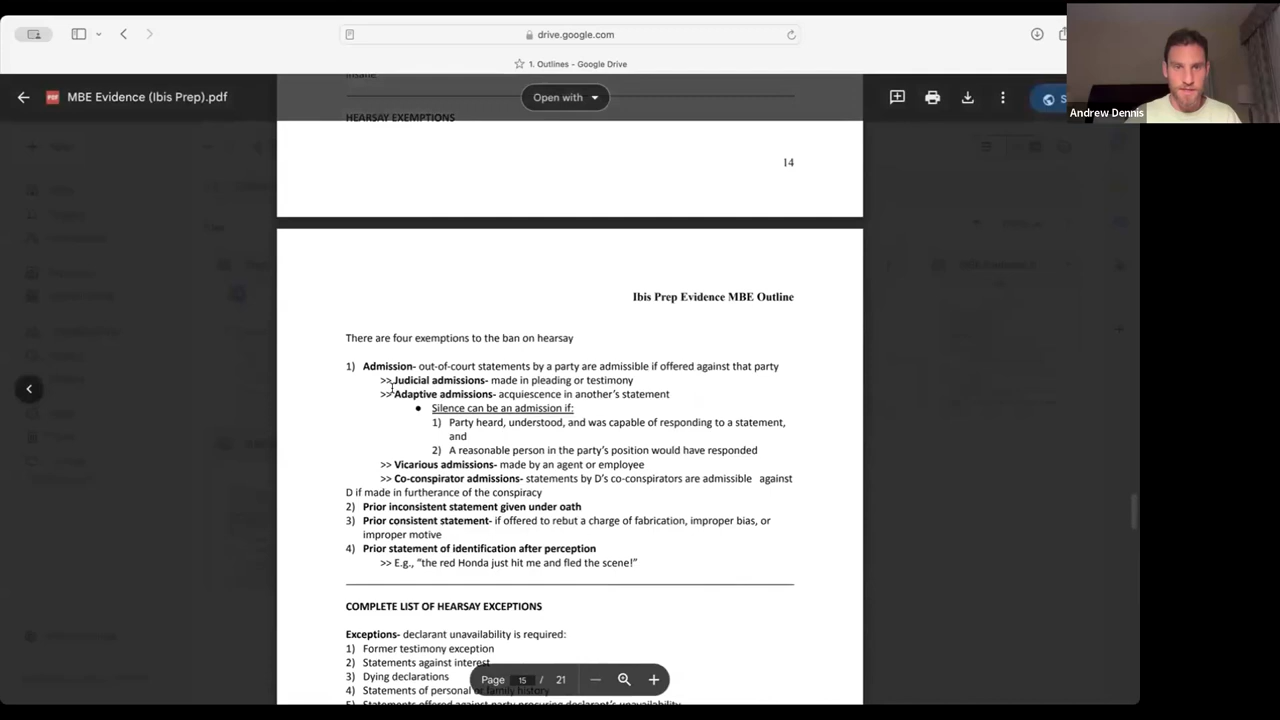 drive.google.com
1. Outlines - Google Drive
MBE Evidence (Ibis Prep).pdf
Open with
Andrew Dennis
HEARSAY EXEMPTIONS
14
Ibis Prep Evidence MBE Outline
There are four exemptions to the ban on hearsay
1) Admission- out-of-court statements by a party are admissible if offered against that party
>> Judicial admissions- made in pleading or testimony
>> Adaptive admissions- acquiescence in another's statement
● Silence can be an admission if:
1) Party heard, understood, and was capable of responding to a statement,
and
2) A reasonable person in the party's position would have responded
>> Vicarious admissions- made by an agent or employee
>> Co-conspirator admissions- statements by D's co-conspirators are admissible against
D if made in furtherance of the conspiracy
2) Prior inconsistent statement given under oath
3) Prior consistent statement- if offered to rebut a charge of fabrication, improper bias, or
improper motive
4) Prior statement of identification after perception
>> E.g., "the red Honda just hit me and fled the scene!"
COMPLETE LIST OF HEARSAY EXCEPTIONS
Exceptions- declarant unavailability is required:
1) Former testimony exception
2) Statements against interest
3) Dying declarations
4) Statements of personal or family history
Page 15 / 21